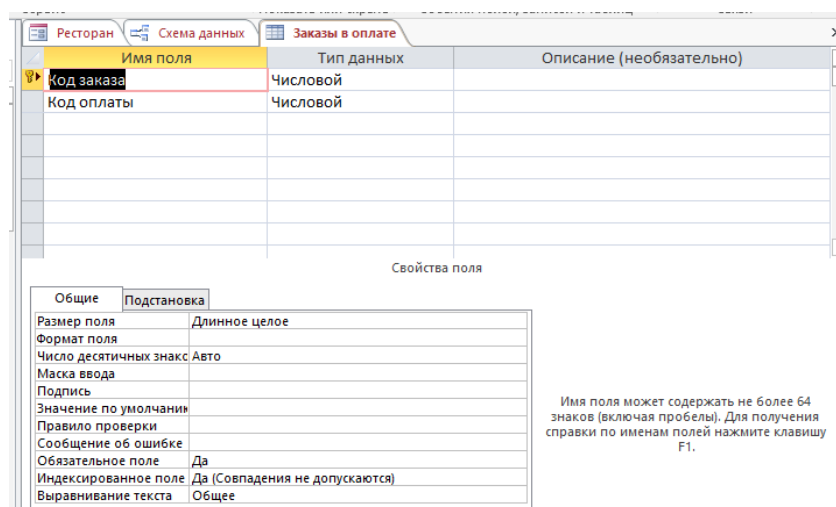 Ресторан Схема данных Заказы в оплате
Имя поля Тип данных Описание (необязательно)
Код заказа Числовой
Код оплаты Числовой
Свойства поля
Общие Подстановка
Размер поля Длинное целое
Формат поля
Число десятичных знакс Авто
Маска ввода
Подпись
Значение по умолчаник
Правило проверки
Сообщение об ошибке
Обязательное поле Да
Индексированное поле Да (Совпадения не допускаются)
Выравнивание текста Общее
Имя поля может содержать не более 64
знаков (включая пробелы). Для получения
справки по именам полей нажмите клавишу
F1.